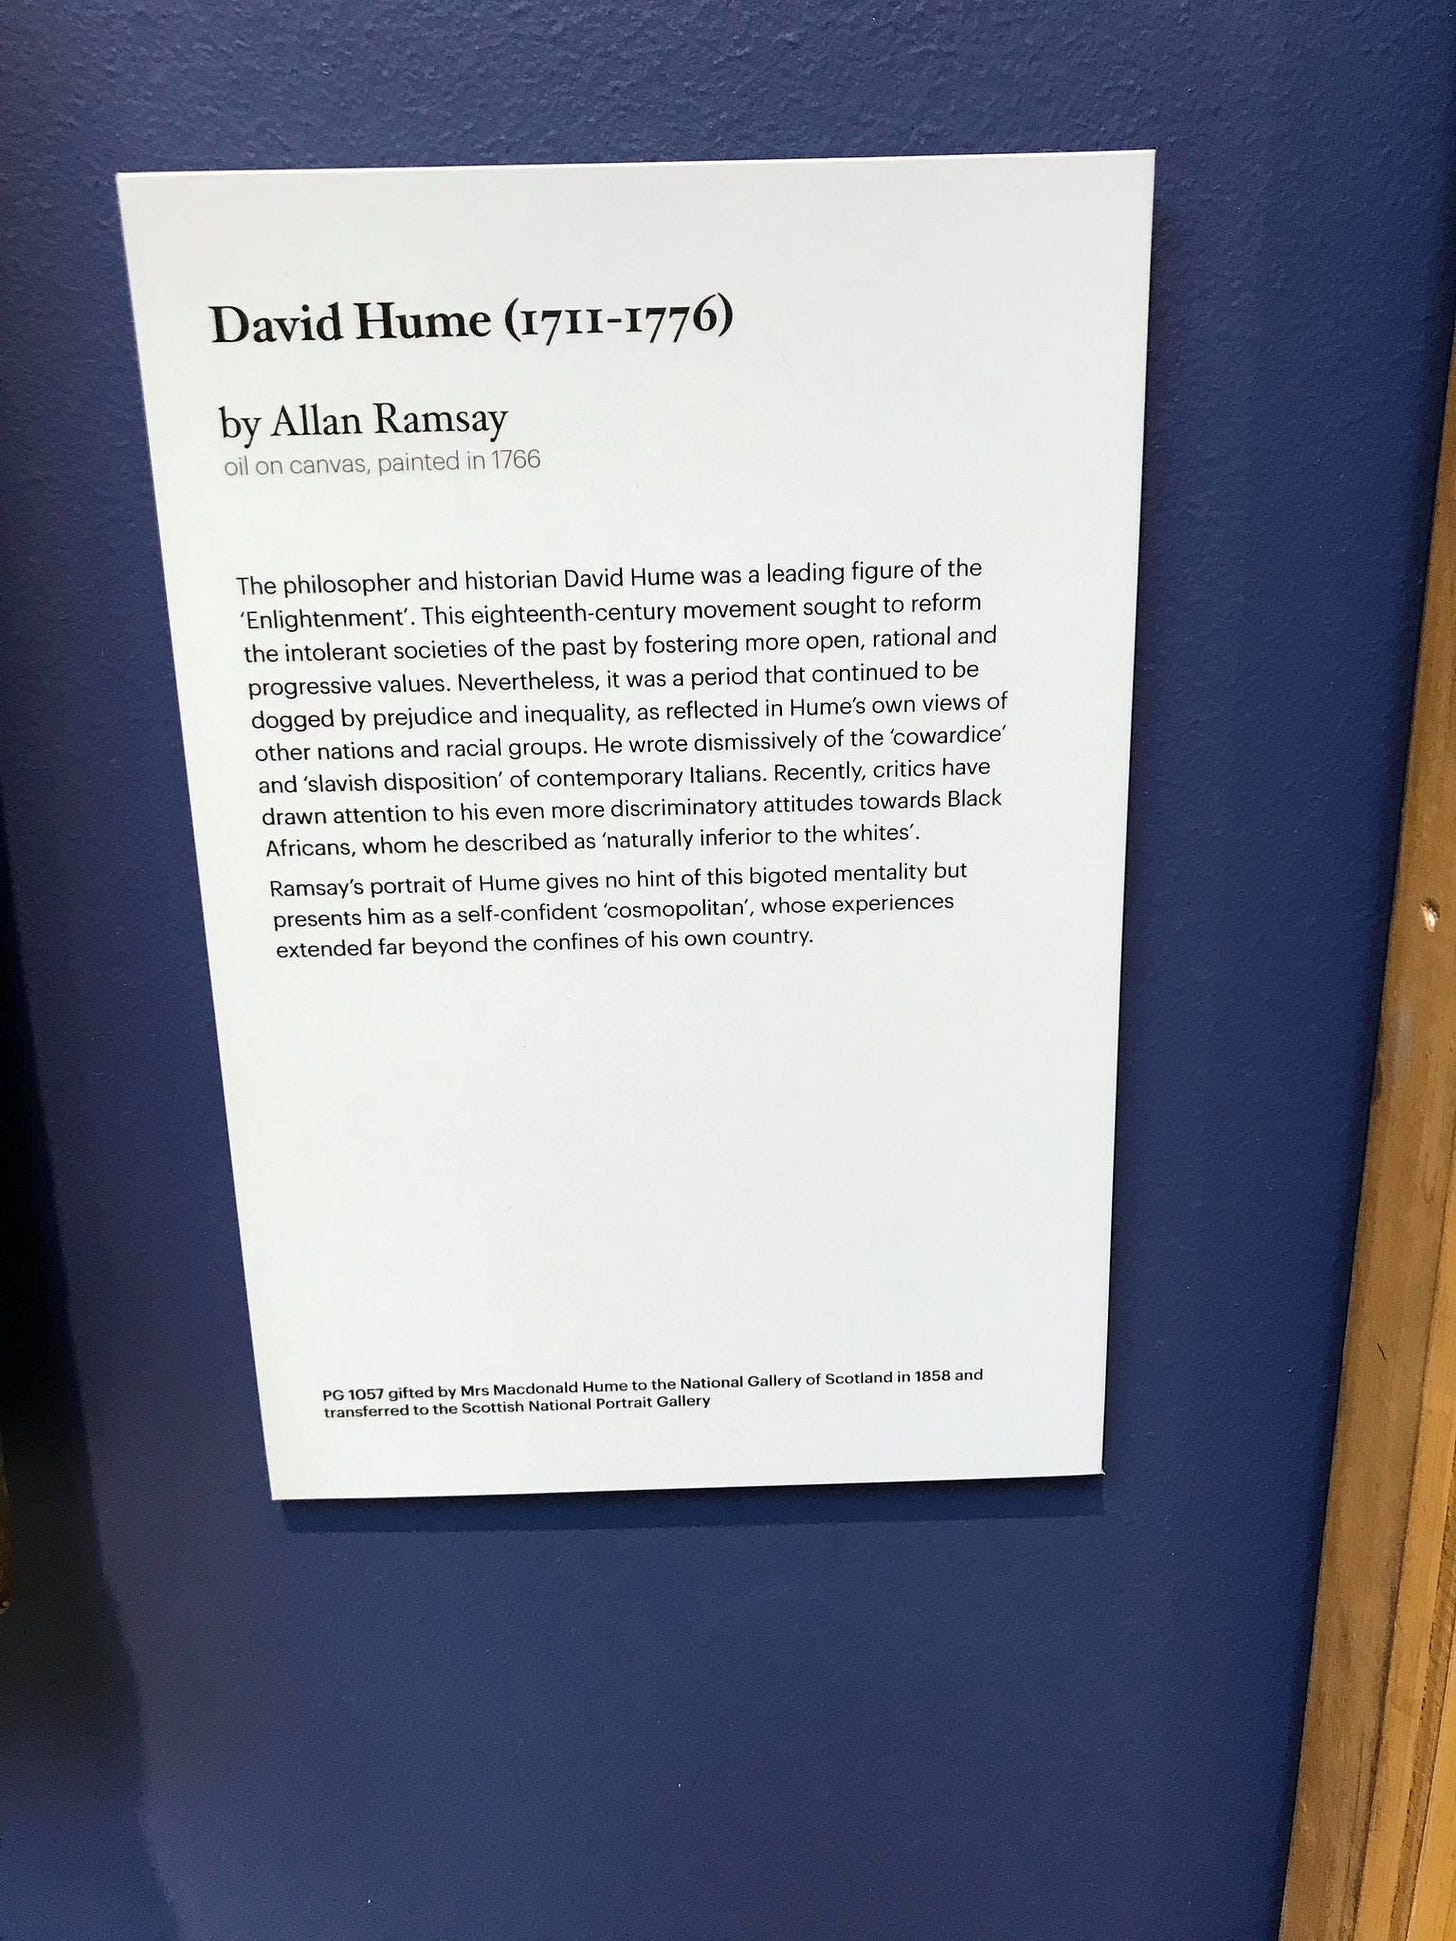 David Hume (1711-1776)
by Allan Ramsay
oil on canvas, painted in 1766
The philosopher and historian David Hume was a leading figure of the
‘Enlightenment’. This eighteenth-century movement sought to reform
the intolerant societies of the past by fostering more open, rational and
progressive values. Nevertheless, it was a period that continued to be
dogged by prejudice and inequality, as reflected in Hume’s own views of
other nations and racial groups. He wrote dismissively of the ‘cowardice’
and ‘slavish disposition’ of contemporary Italians. Recently, critics have
drawn attention to his even more discriminatory attitudes towards Black
Africans, whom he described as ‘naturally inferior to the whites’.
Ramsay’s portrait of Hume gives no hint of this bigoted mentality but
presents him as a self-confident ‘cosmopolitan’, whose experiences
extended far beyond the confines of his own country.
PG 1057 gifted by Mrs Macdonald Hume to the National Gallery of Scotland in 1858 and
transferred to the Scottish National Portrait Gallery